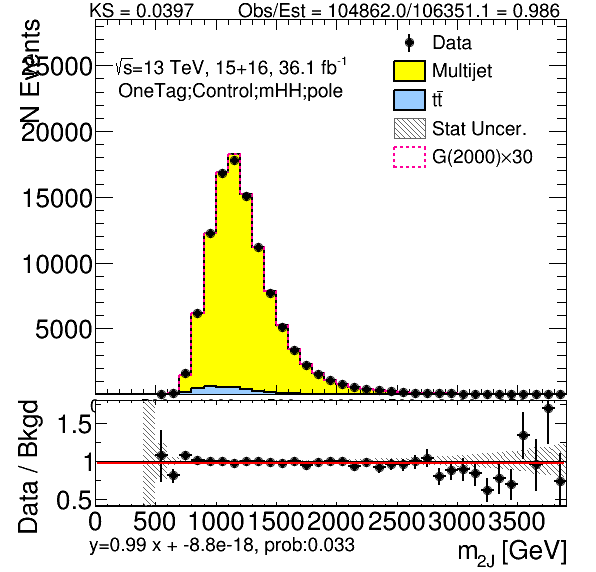 KS = 0.0397 Obs/Est = 104862.0/106351.1 = 0.986
N Events
25000
20000
15000
10000
5000
√s=13 TeV, 15+16, 36.1 fb⁻¹
OneTag;Control;mHH;pole
Data
Multijet
tt̄
Stat Uncer.
G(2000)×30
Data / Bkgd
1.5
1
0.5
0 500 1000 1500 2000 2500 3000 3500
y=0.99 x + -8.8e-18, prob:0.033
m₂J [GeV]